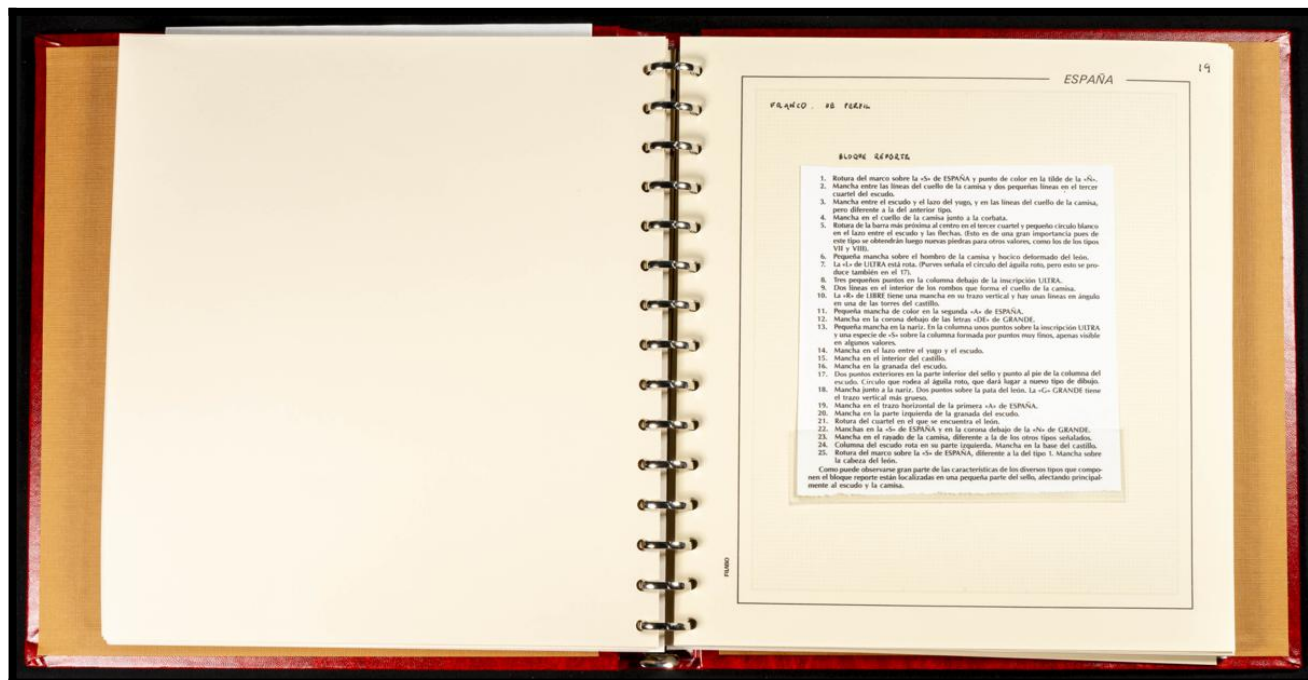 19
ESPAÑA
FRANCO. DE PERFIL
BLOQUE REPORTE
1. Rotura del marco sobre la «S» de ESPAÑA y punto de color en la tilde de la «Ñ».
2. Mancha entre las líneas del cuello de la camisa y dos pequeñas líneas en el tercer
cuartel del escudo.
3. Mancha entre el escudo y el lazo del yugo, y en las líneas del cuello de la camisa,
pero diferente a la del anterior tipo.
4. Mancha en el cuello de la camisa junto a la corbata.
5. Rotura de la barra más próxima al centro en el tercer cuartel y pequeño círculo blanco
en el lazo entre el escudo y las flechas. (Esto es de una gran importancia pues de
este tipo se obtendrán luego nuevas piedras para otros valores, como los de los tipos
VII y VIII).
6. Pequeña mancha sobre el hombro de la camisa y hocico deformado del león.
7. La «L» de ULTRA está rota. (Purves señala el círculo del águila roto, pero esto se pro-
duce también en el 17).
8. Tres pequeños puntos en la columna debajo de la inscripción ULTRA.
9. Dos líneas en el interior de los rombos que forma el cuello de la camisa.
10. La «R» de LIBRE tiene una mancha en su trazo vertical y hay unas líneas en ángulo
en una de las torres del castillo.
11. Pequeña mancha de color en la segunda «A» de ESPAÑA.
12. Mancha en la corona debajo de las letras «DE» de GRANDE.
13. Pequeña mancha en la nariz. En la columna unos puntos sobre la inscripción ULTRA
y una especie de «S» sobre la columna formada por puntos muy finos, apenas visible
en algunos valores.
14. Mancha en el lazo entre el yugo y el escudo.
15. Mancha en el interior del castillo.
16. Mancha en la granada del escudo.
17. Dos puntos exteriores en la parte inferior del sello y punto al pie de la columna del
escudo. Círculo que rodea al águila roto, que dará lugar a nuevo tipo de dibujo.
18. Mancha junto a la nariz. Dos puntos sobre la pata del león. La «G» GRANDE tiene
el trazo vertical más grueso.
19. Mancha en el trazo horizontal de la primera «A» de ESPAÑA.
20. Mancha en la parte izquierda de la granada del escudo.
21. Rotura del cuartel en el que se encuentra el león.
22. Manchas en la «S» de ESPAÑA y en la corona debajo de la «N» de GRANDE.
23. Mancha en el rayado de la camisa, diferente a la de los otros tipos señalados.
24. Columna del escudo rota en su parte izquierda. Mancha en la base del castillo.
25. Rotura del marco sobre la «S» de ESPAÑA, diferente a la del tipo 1. Mancha sobre
la cabeza del león.
Como puede observarse gran parte de las características de los diversos tipos que compo-
nen el bloque reporte están localizadas en una pequeña parte del sello, afectando principal-
mente al escudo y la camisa.